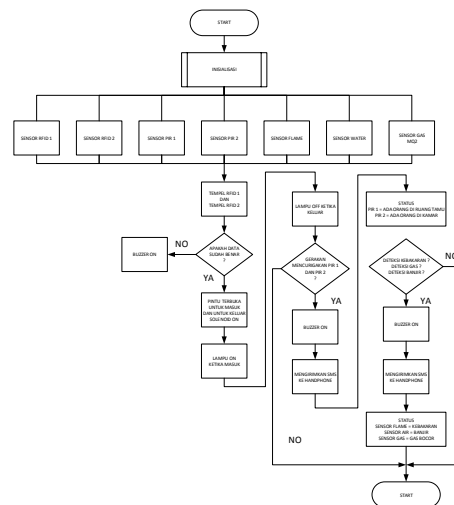 START
INISIALISASI
SENSOR RFID 1
SENSOR RFID 2
SENSOR PIR 1
SENSOR PIR 2
SENSOR FLAME
SENSOR WATER
SENSOR GAS
MQ2
TEMPEL RFID 1
DAN
TEMPEL RFID 2
APAKAH DATA
SUDAH BENAR
?
NO
BUZZER ON
YA
PINTU TERBUKA
UNTUK MASUK
DAN UNTUK KELUAR
SOLENOID ON
LAMPU ON
KETIKA MASUK
LAMPU OFF KETIKA
KELUAR
GERAKAN
MENCURIGAKAN PIR 1
DAN PIR 2
?
YA
BUZZER ON
MENGIRIMKAN SMS
KE HANDPHONE
NO
STATUS
PIR 1 = ADA ORANG DI RUANG TAMU
PIR 2 = ADA ORANG DI KAMAR
DETEKSI KEBAKARAN ?
DETEKSI GAS ?
DETEKSI BANJIR ?
NO
YA
BUZZER ON
MENGIRIMKAN SMS
KE HANDPHONE
STATUS
SENSOR FLAME = KEBAKARAN
SENSOR AIR = BANJIR
SENSOR GAS = GAS BOCOR
START